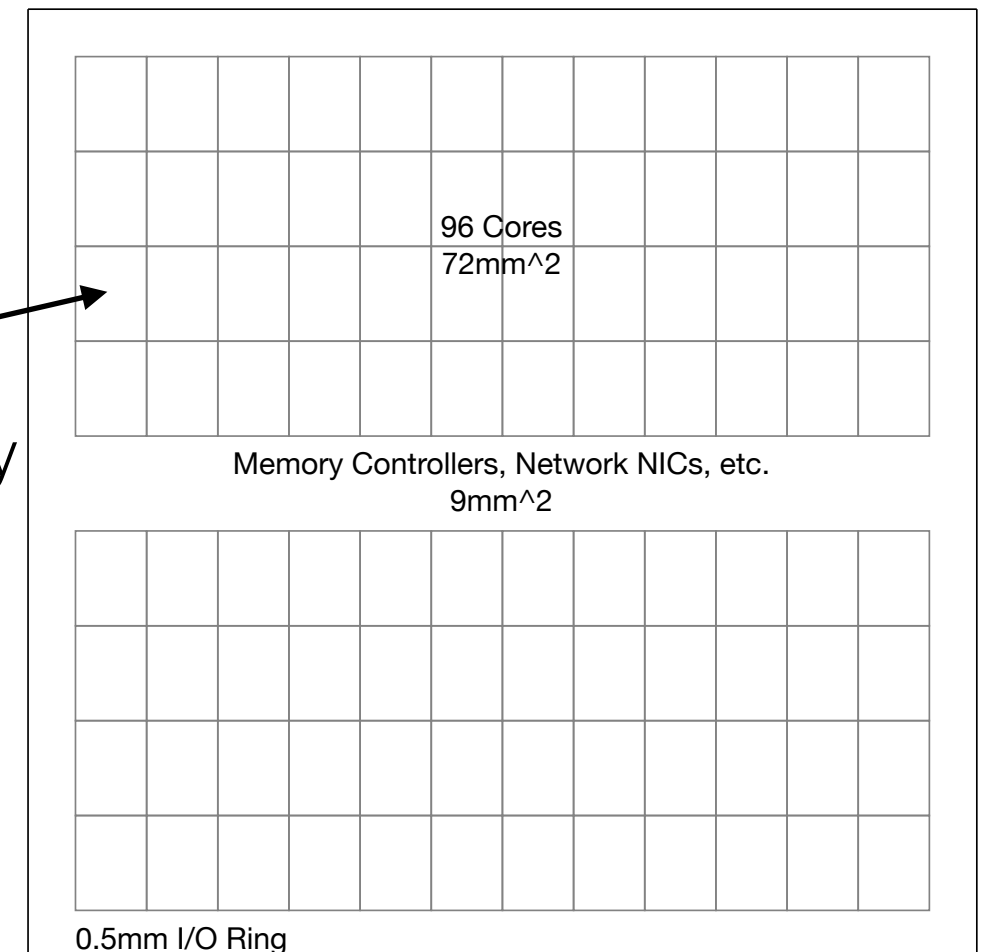 96 Cores
72mm^2
Memory Controllers, Network NICs, etc.
9mm^2
0.5mm I/O Ring